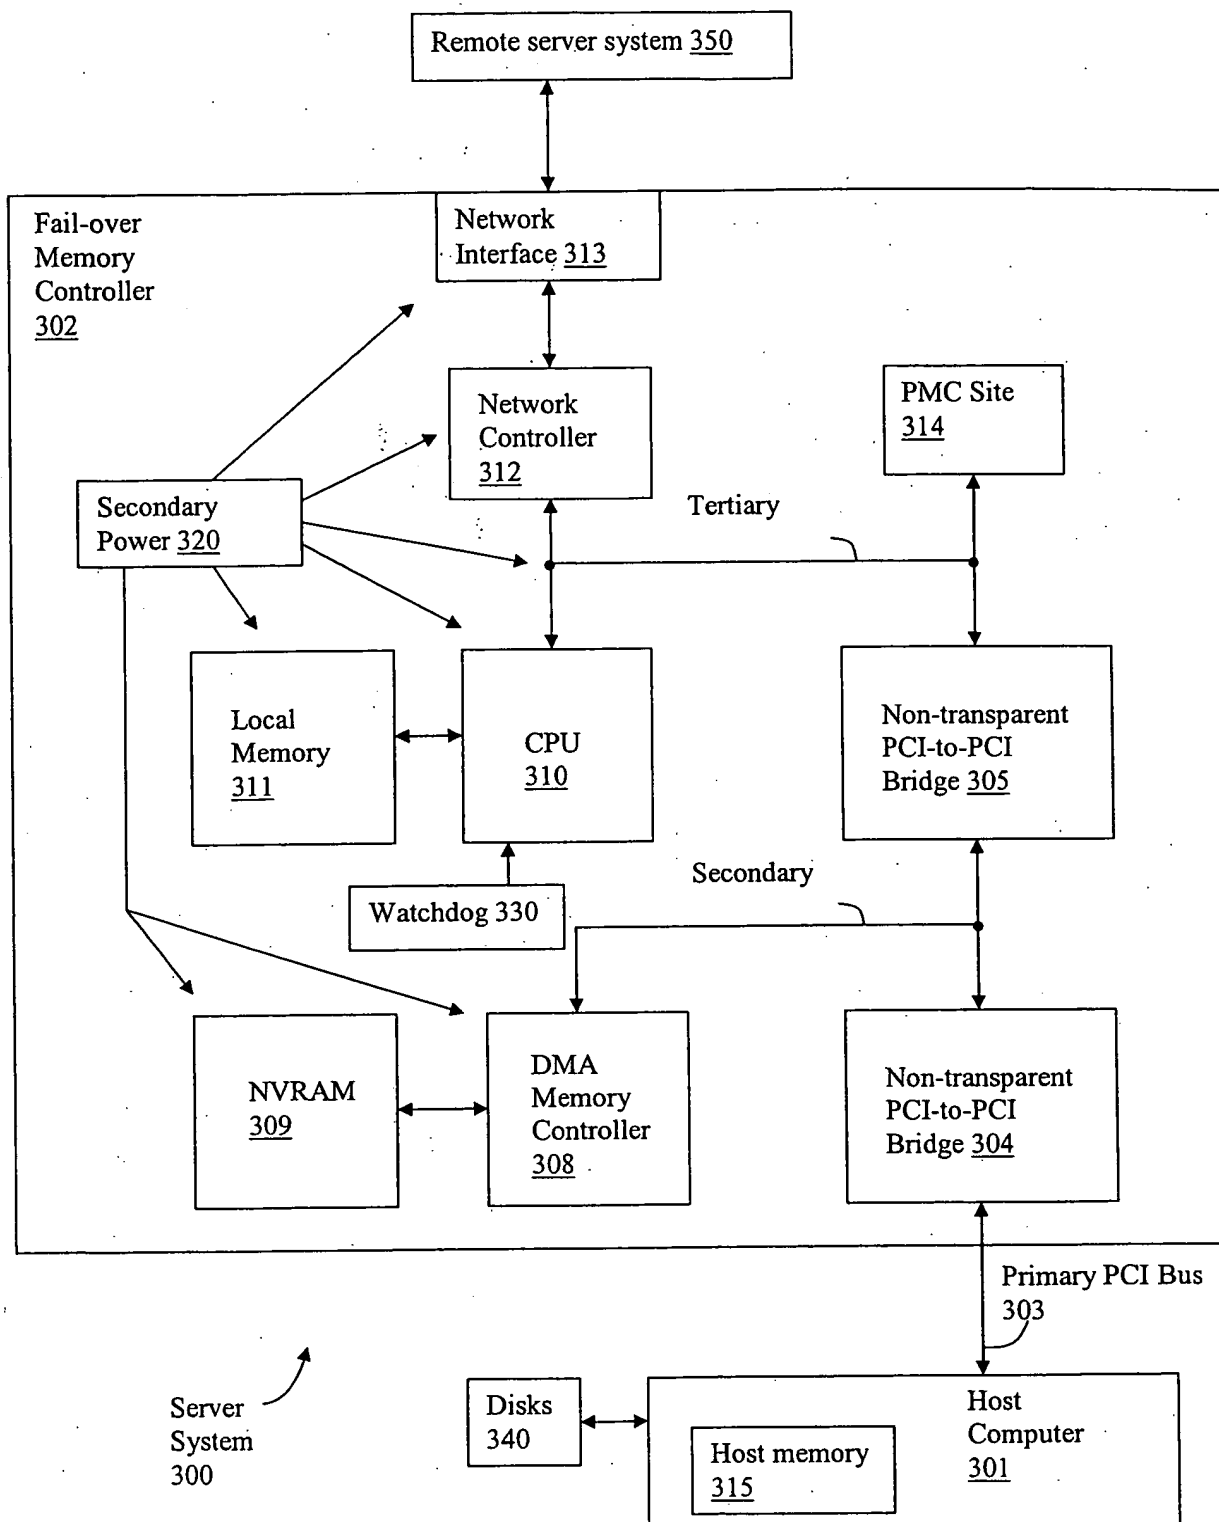 Remote server system 350
Fail-over
Memory
Controller
302
Network
Interface 313
Network
Controller
312
PMC Site
314
Secondary
Power 320
Tertiary
Local
Memory
311
CPU
310
Non-transparent
PCI-to-PCI
Bridge 305
Watchdog 330
Secondary
NVRAM
309
DMA
Memory
Controller
308
Non-transparent
PCI-to-PCI
Bridge 304
Primary PCI Bus
303
Server
System
300
Disks
340
Host
Computer
301
Host memory
315